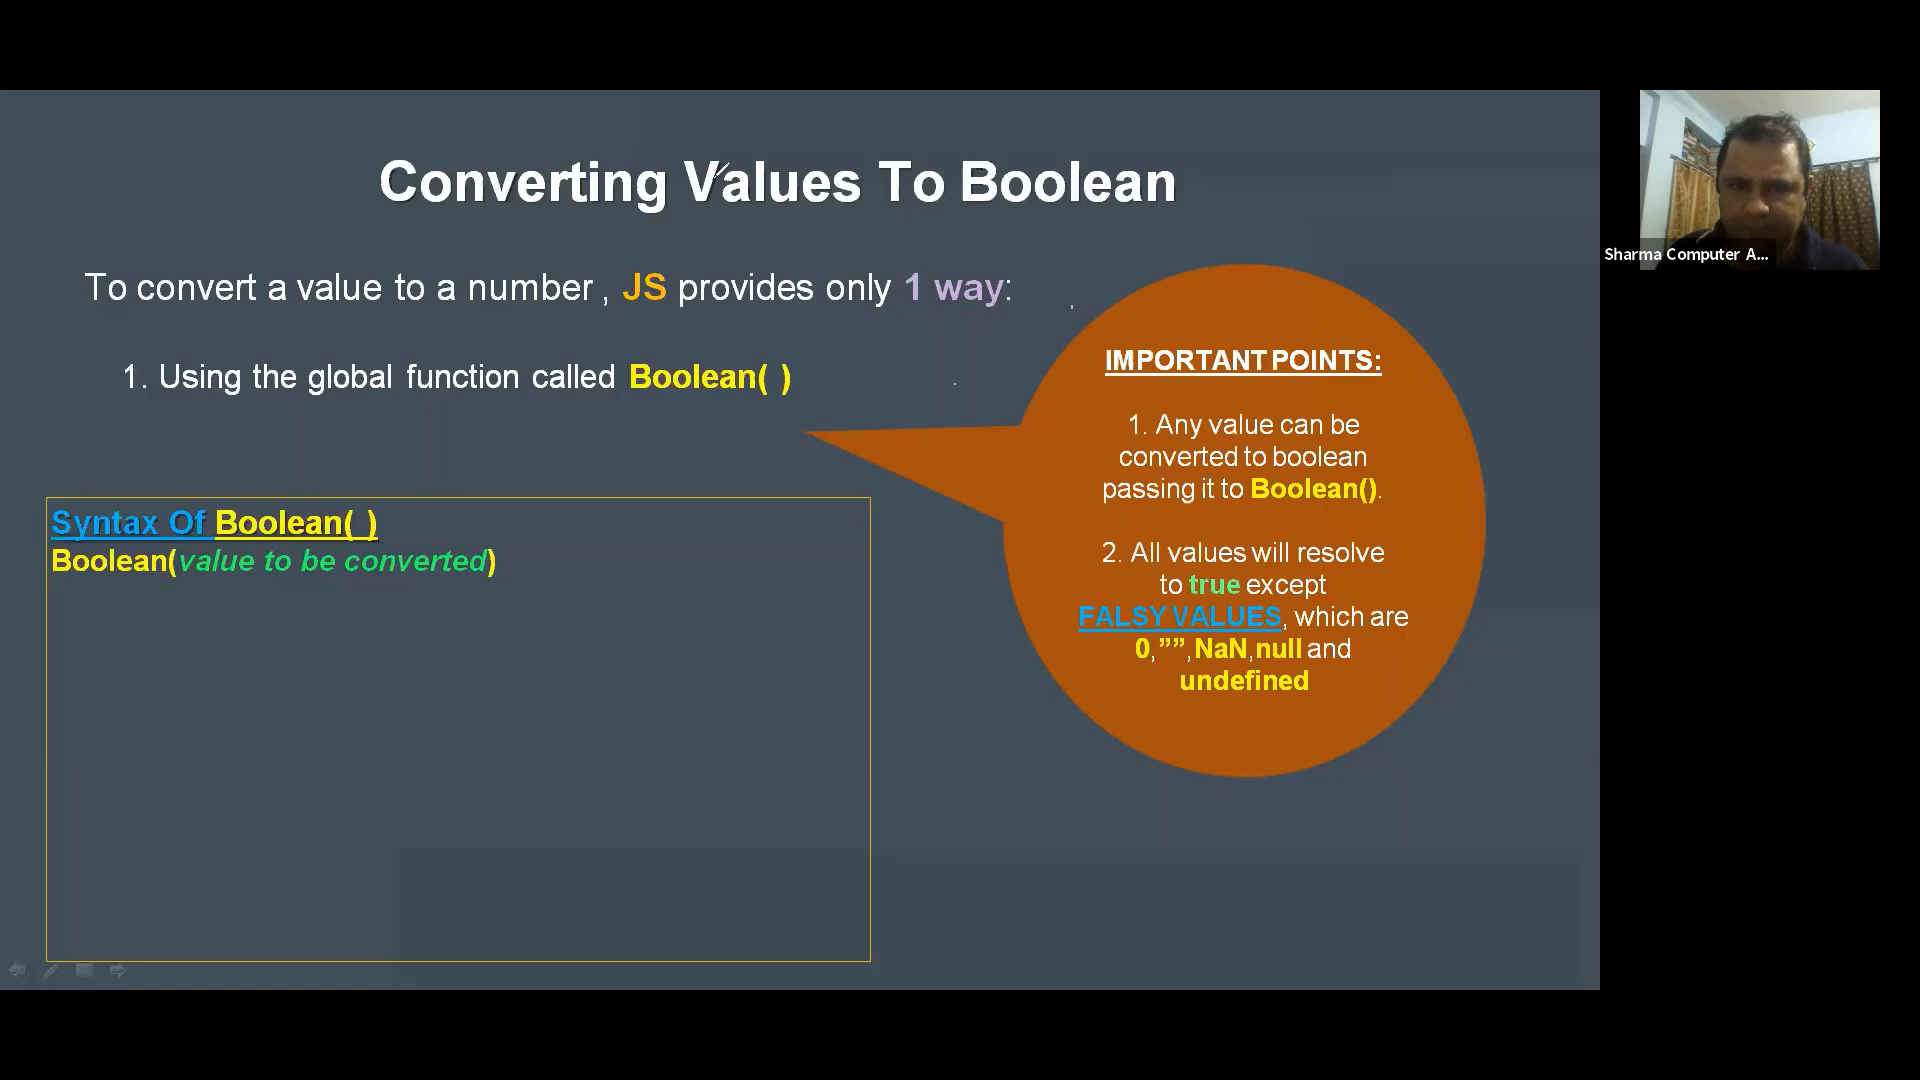 Converting Values To Boolean
To convert a value to a number , JS provides only 1 way:
1. Using the global function called Boolean( )
Syntax Of Boolean( )
Boolean(value to be converted)
IMPORTANT POINTS:
1. Any value can be
converted to boolean
passing it to Boolean().
2. All values will resolve
to true except
FALSY VALUES, which are
0,””,NaN,null and
undefined
Sharma Computer A...